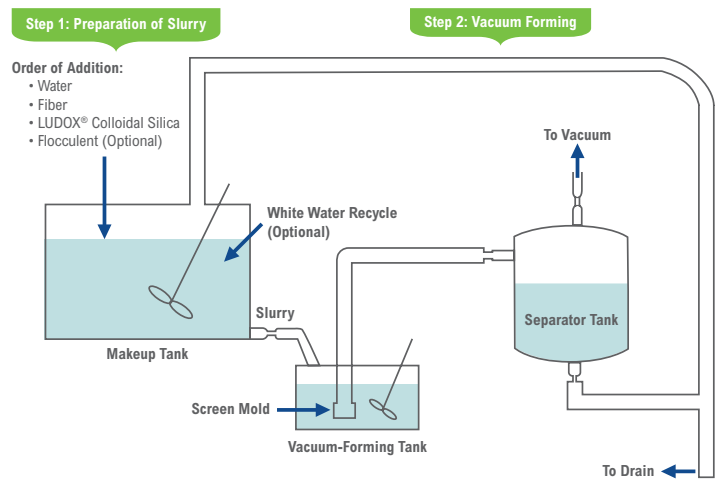 Step 1: Preparation of Slurry
Step 2: Vacuum Forming
Order of Addition:
• Water
• Fiber
• LUDOX® Colloidal Silica
• Flocculent (Optional)
To Vacuum
White Water Recycle
(Optional)
Slurry
Separator Tank
Makeup Tank
Screen Mold
Vacuum-Forming Tank
To Drain